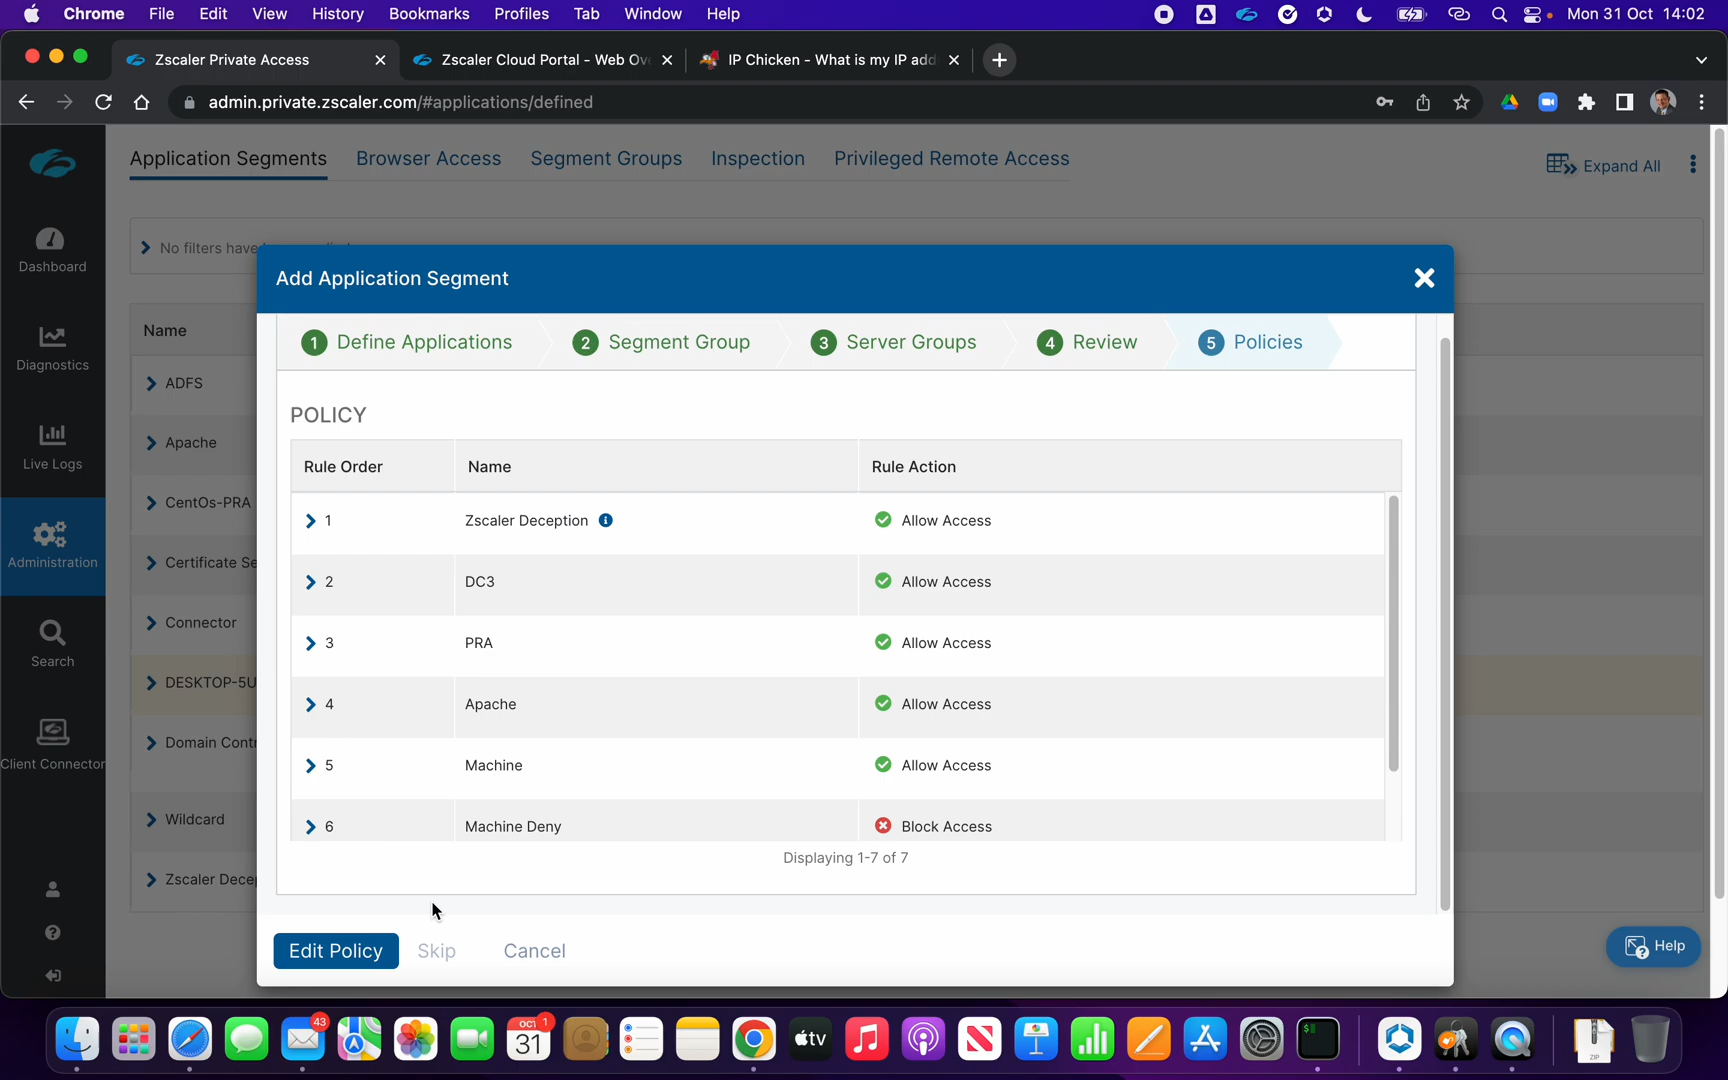 Chrome File Edit View History Bookmarks Profiles Tab Window Help Mon 31 Oct 14:02
Zscaler Private Access Zscaler Cloud Portal - Web Ov IP Chicken - What is my IP add
admin.private.zscaler.com/#applications/defined
Application Segments Browser Access Segment Groups Inspection Privileged Remote Access Expand All
Dashboard
Diagnostics
Live Logs
Administration
Search
Client Connector
No filters have
Name
ADFS
Apache
CentOs-PRA
Certificate Se
Connector
DESKTOP-5U
Domain Cont
Wildcard
Zscaler Dece
Add Application Segment
1 Define Applications 2 Segment Group 3 Server Groups 4 Review 5 Policies
POLICY
Rule Order Name Rule Action
1 Zscaler Deception Allow Access
2 DC3 Allow Access
3 PRA Allow Access
4 Apache Allow Access
5 Machine Allow Access
6 Machine Deny Block Access
Displaying 1-7 of 7
Edit Policy Skip Cancel
Help
43
OCT 1
31
tv
ZIP